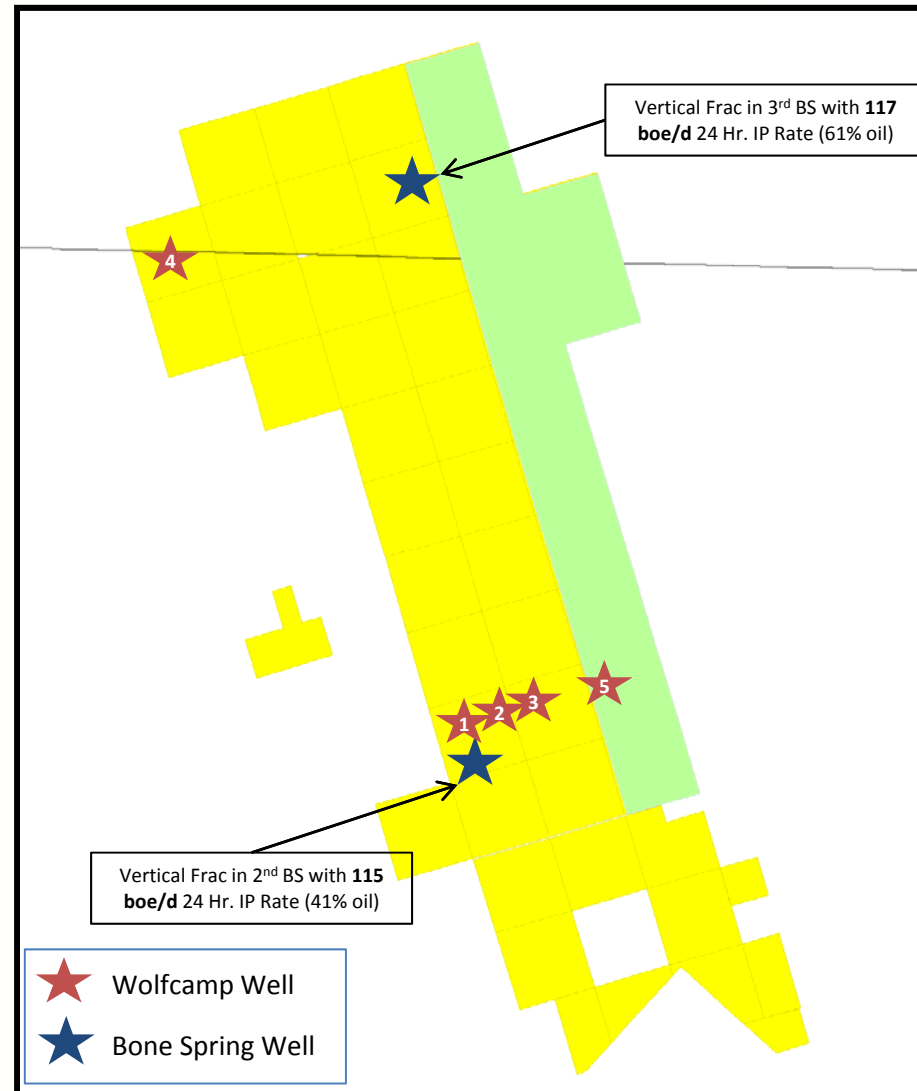 Vertical Frac in 3rd BS with 117
boe/d 24 Hr. IP Rate (61% oil)
4
5
3
2
1
Vertical Frac in 2nd BS with 115
boe/d 24 Hr. IP Rate (41% oil)
Wolfcamp Well
Bone Spring Well